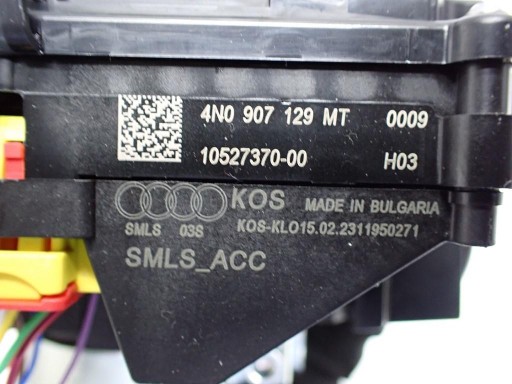 4N0 907 129 MT 0009
10527370-00 H03
KOS MADE IN BULGARIA
SMLS 03S KOS-KLO15.02.2311950271
SMLS_ACC